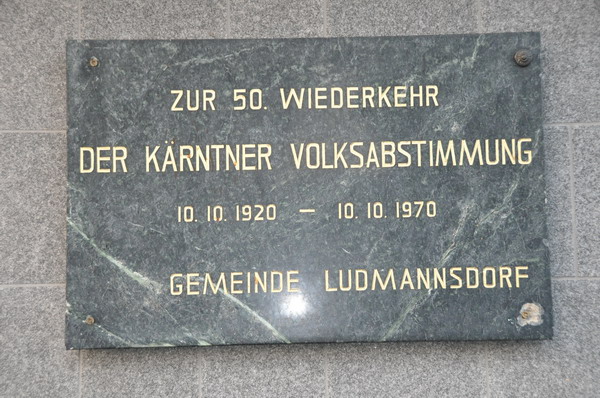 ZUR 50. WIEDERKEHR
DER KÄRNTNER VOLKSABSTIMMUNG
10.10.1920 — 10.10.1970
GEMEINDE LUDMANNSDORF